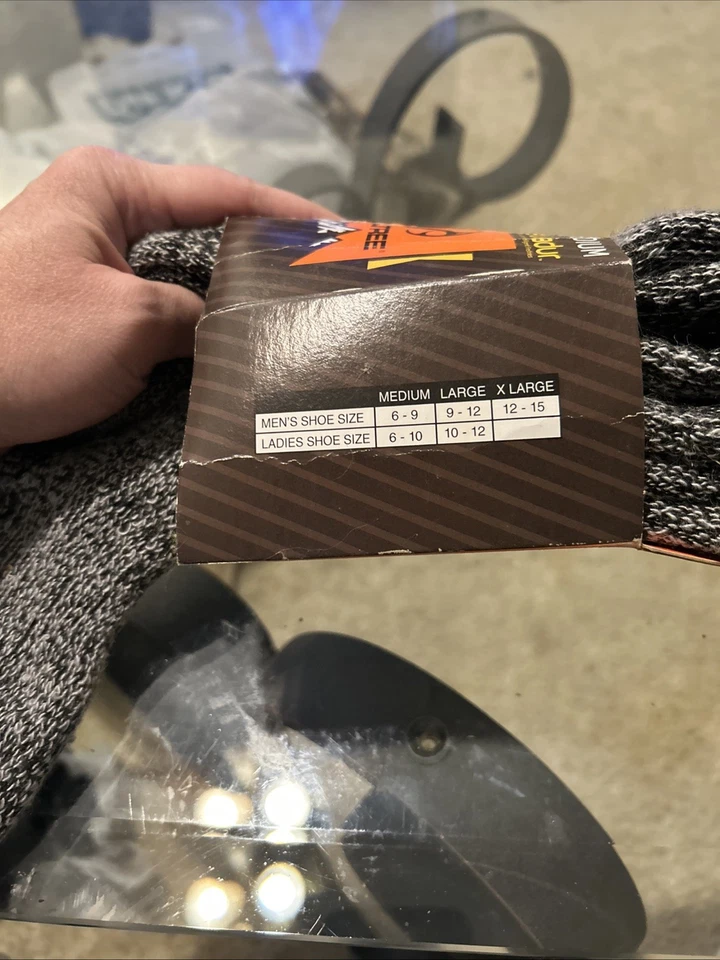 FREE!
MEDIUM LARGE X LARGE
MEN'S SHOE SIZE 6 - 9 9 - 12 12 - 15
LADIES SHOE SIZE 6 - 10 10 - 12